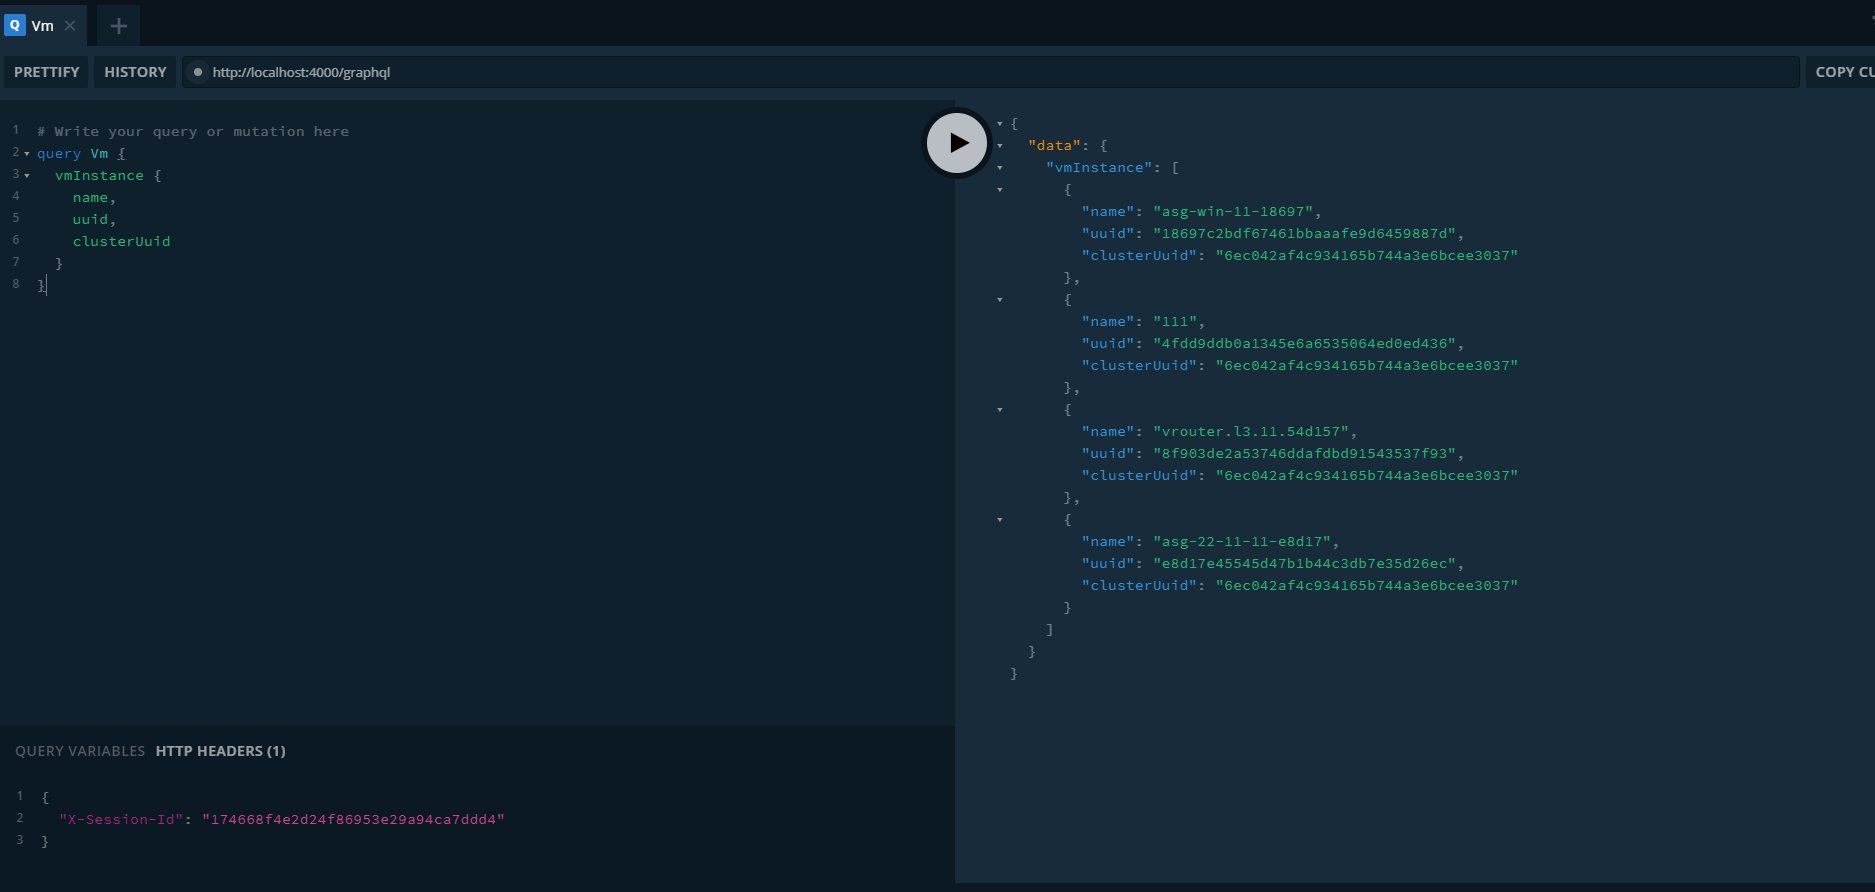 Q Vm
PRETTIFY HISTORY http://localhost:4000/graphql COPY CU
1 # Write your query or mutation here
2 query Vm {
3 vmInstance {
4 name,
5 uuid,
6 clusterUuid
7 }
8 }
{
"data": {
"vmInstance": [
{
"name": "asg-win-11-18697",
"uuid": "18697c2bdf67461bbaaafe9d6459887d",
"clusterUuid": "6ec042af4c934165b744a3e6bcee3037"
},
{
"name": "111",
"uuid": "4fdd9ddb0a1345e6a6535064ed0ed436",
"clusterUuid": "6ec042af4c934165b744a3e6bcee3037"
},
{
"name": "vrouter.l3.11.54d157",
"uuid": "8f903de2a53746ddafdbd91543537f93",
"clusterUuid": "6ec042af4c934165b744a3e6bcee3037"
},
{
"name": "asg-22-11-11-e8d17",
"uuid": "e8d17e45545d47b1b44c3db7e35d26ec",
"clusterUuid": "6ec042af4c934165b744a3e6bcee3037"
}
]
}
}
QUERY VARIABLES HTTP HEADERS (1)
1 {
2 "X-Session-Id": "174668f4e2d24f86953e29a94ca7ddd4"
3 }